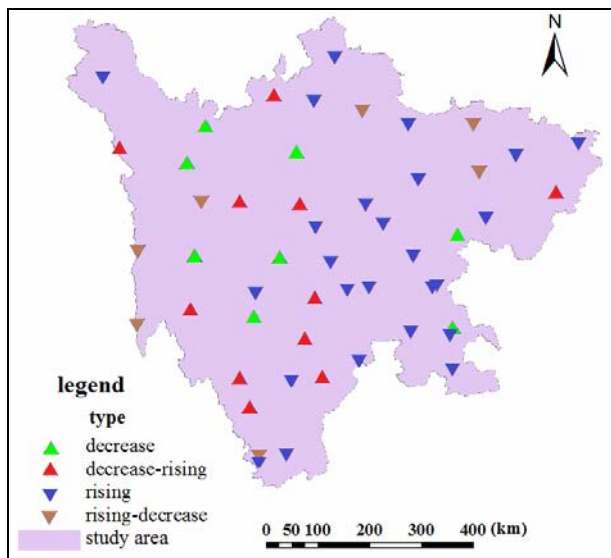 N
legend
type
decrease
decrease-rising
rising
rising-decrease
study area
0 50 100 200 300 400 (km)